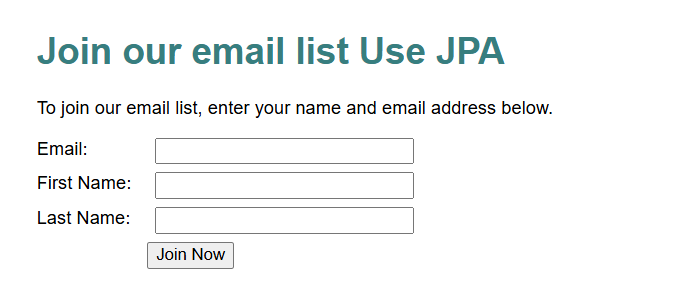 Join our email list Use JPA
To join our email list, enter your name and email address below.
Email:
First Name:
Last Name:
Join Now